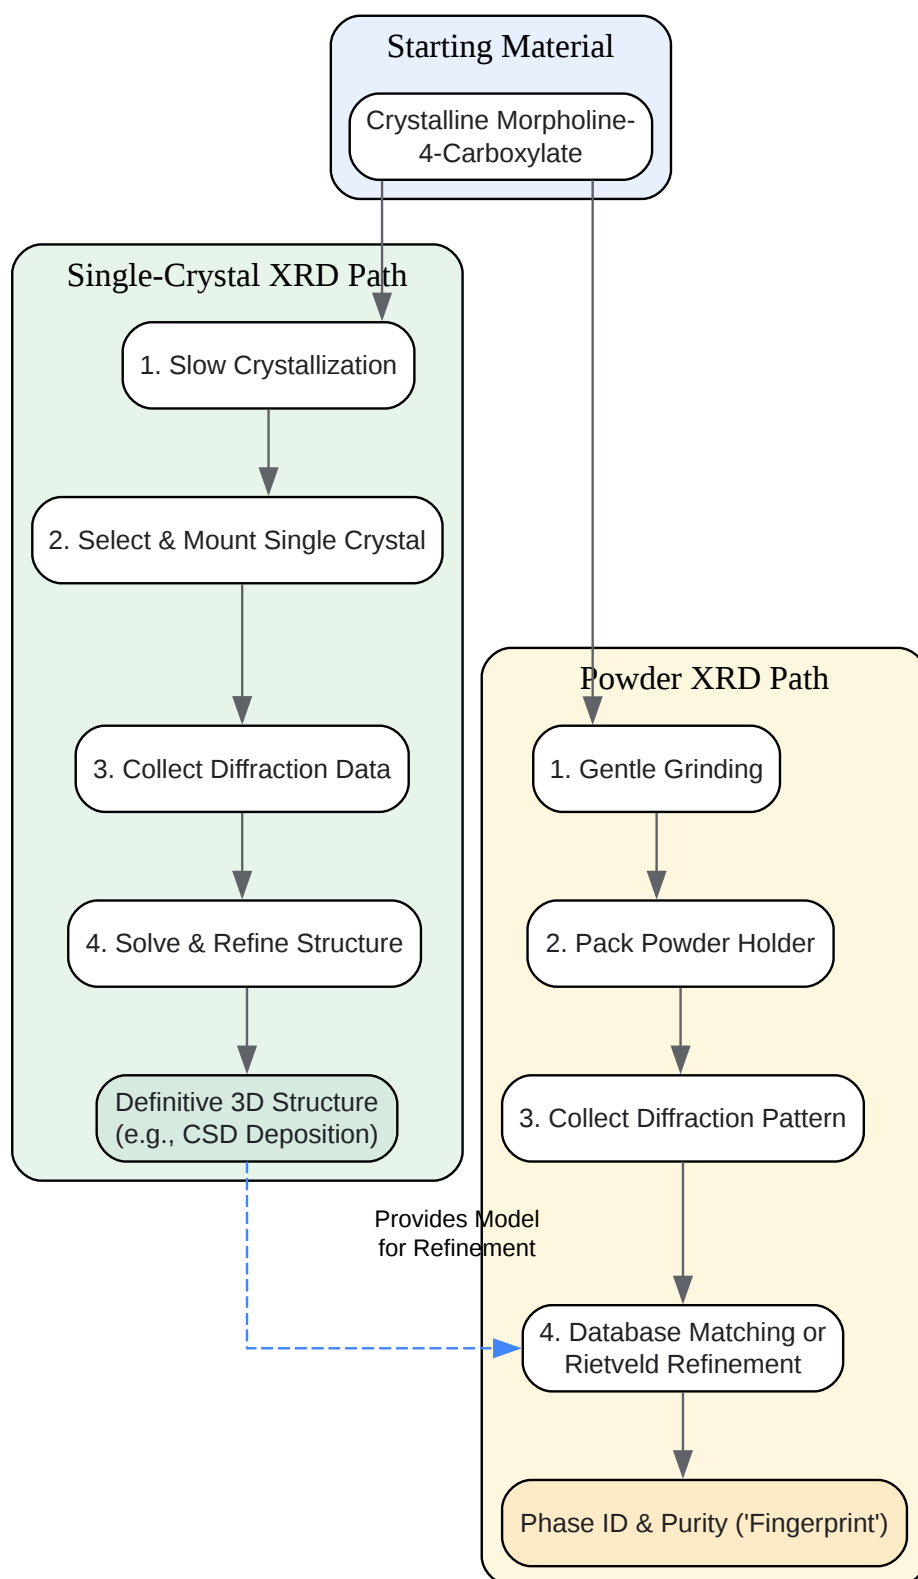 Starting Material
Crystalline Morpholine-
4-Carboxylate
Single-Crystal XRD Path
1. Slow Crystallization
2. Select & Mount Single Crystal
3. Collect Diffraction Data
4. Solve & Refine Structure
Definitive 3D Structure
(e.g., CSD Deposition)
Provides Model
for Refinement
Powder XRD Path
1. Gentle Grinding
2. Pack Powder Holder
3. Collect Diffraction Pattern
4. Database Matching or
Rietveld Refinement
Phase ID & Purity ('Fingerprint')